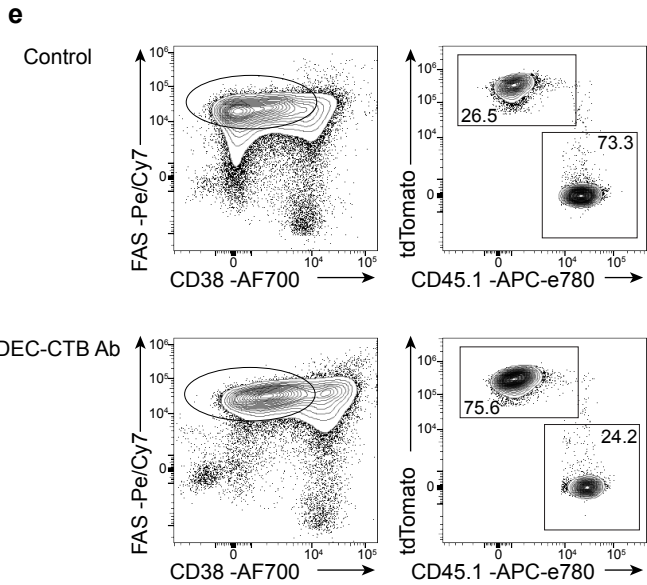 e
Control
10⁶
10⁵
10⁴
0
FAS -Pe/Cy7
0
10⁴
10⁵
CD38 -AF700
10⁶
10⁵
10⁴
0
tdTomato
26.5
73.3
0
10⁴
10⁵
CD45.1 -APC-e780
DEC-CTB Ab
10⁶
10⁵
10⁴
0
FAS -Pe/Cy7
0
10⁴
10⁵
CD38 -AF700
10⁶
10⁵
10⁴
0
tdTomato
75.6
24.2
0
10⁴
10⁵
CD45.1 -APC-e780